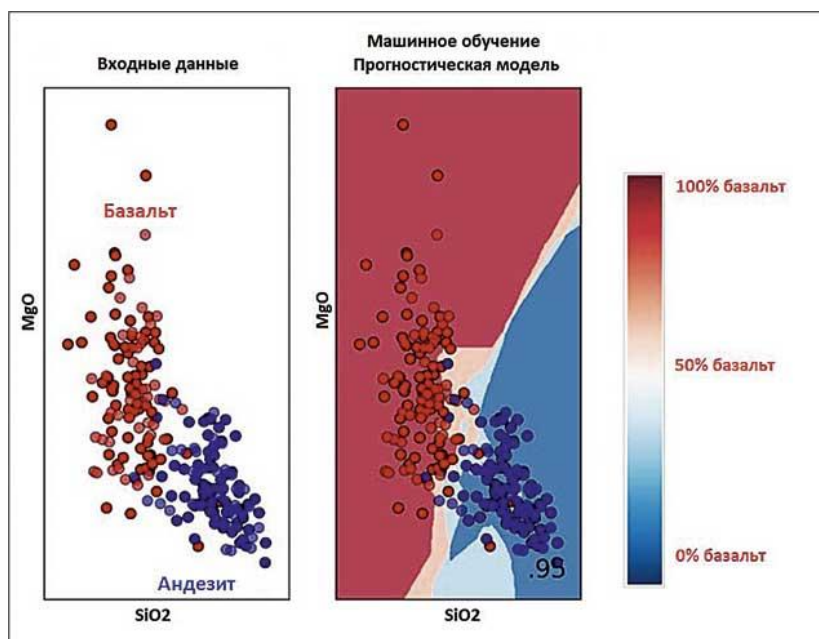 Входные данные
Машинное обучение
Прогностическая модель
Базальт
Андезит
MgO
SiO2
MgO
SiO2
.95
100% базальт
50% базальт
0% базальт